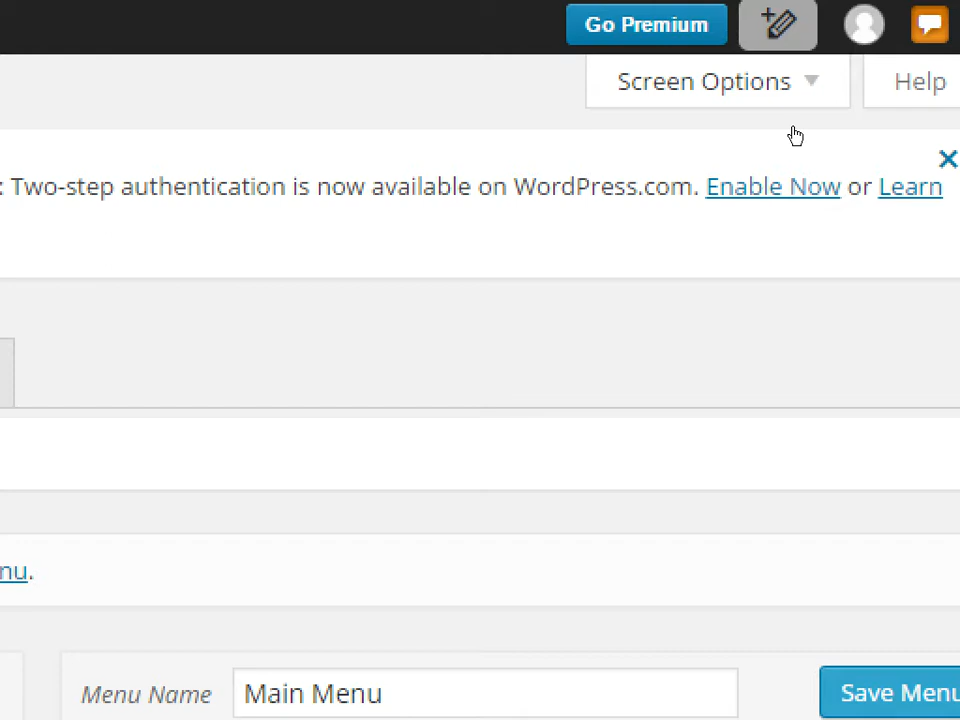 Go Premium
Screen Options Help
: Two-step authentication is now available on WordPress.com. Enable Now or Learn
nu.
Menu Name Main Menu Save Menu